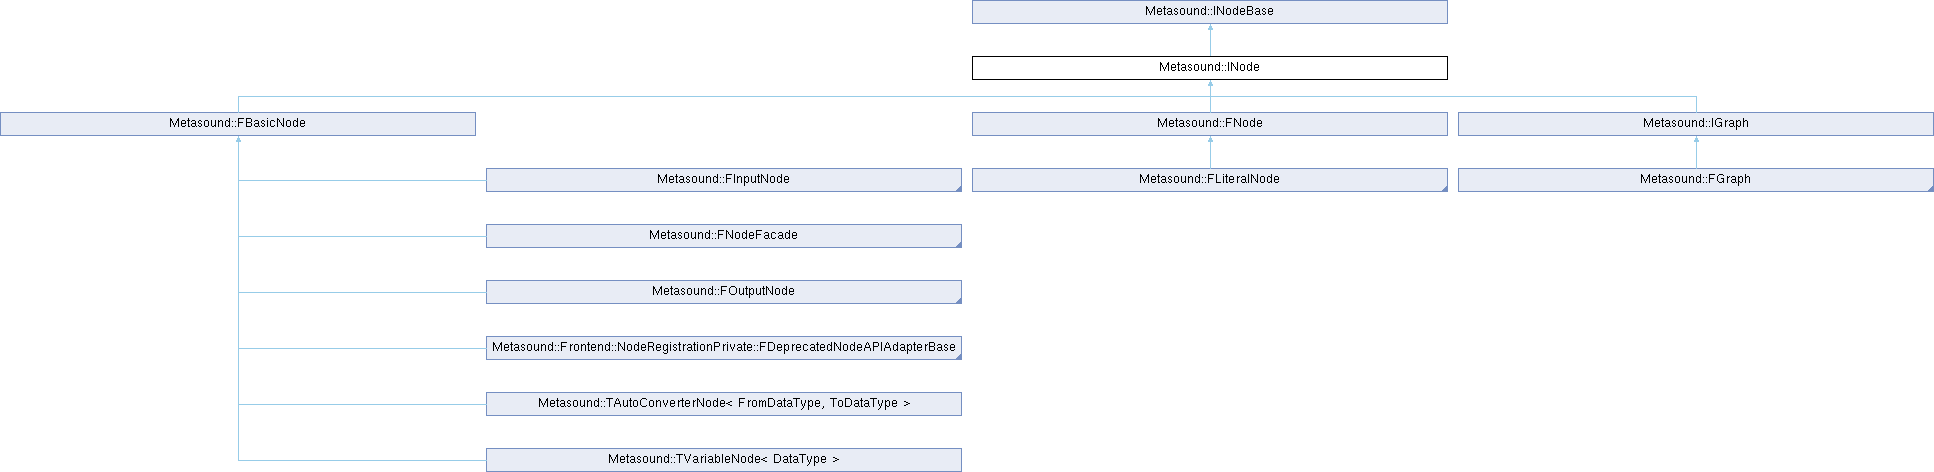 Metasound::INodeBase
Metasound::INode
Metasound::FBasicNode
Metasound::FNode
Metasound::IGraph
Metasound::FInputNode
Metasound::FLiteralNode
Metasound::FGraph
Metasound::FNodeFacade
Metasound::FOutputNode
Metasound::Frontend::NodeRegistrationPrivate::FDeprecatedNodeAPIAdapterBase
Metasound::TAutoConverterNode< FromDataType, ToDataType >
Metasound::TVariableNode< DataType >